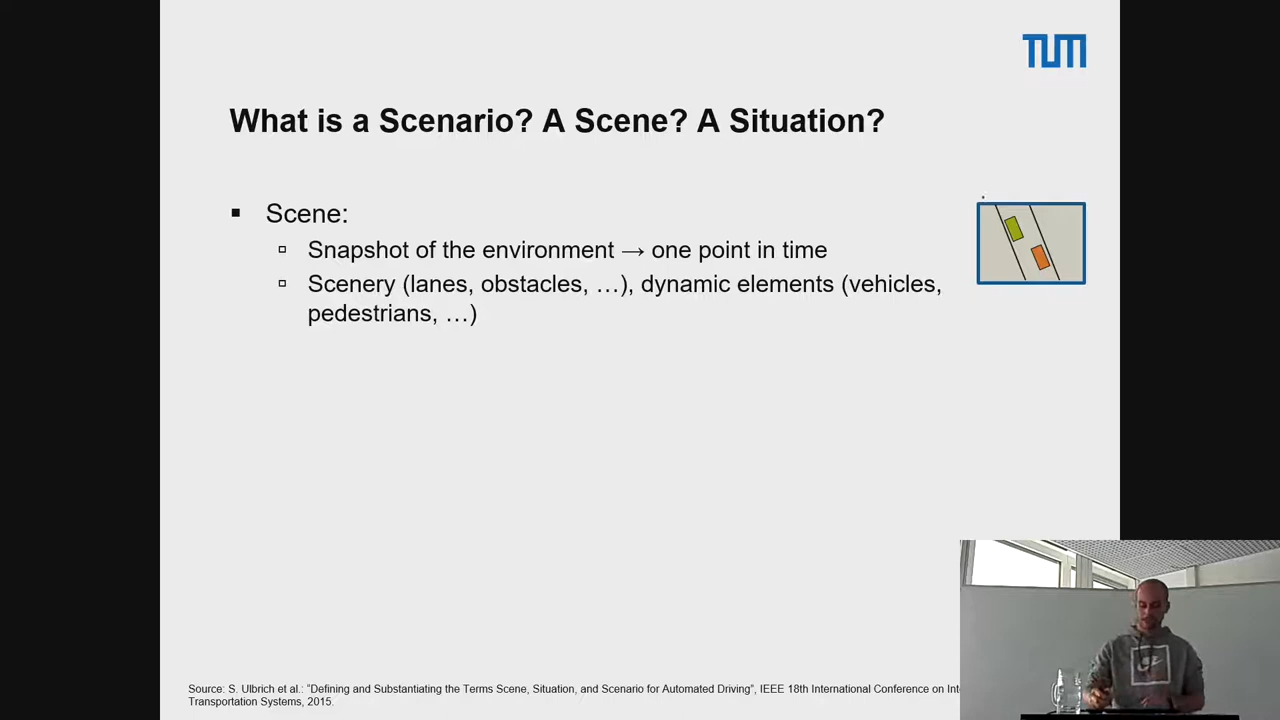 TUM
What is a Scenario? A Scene? A Situation?
Scene:
Snapshot of the environment → one point in time
Scenery (lanes, obstacles, …), dynamic elements (vehicles,
pedestrians, …)
Source: S. Ulbrich et al.: "Defining and Substantiating the Terms Scene, Situation, and Scenario for Automated Driving", IEEE 18th International Conference on
Transportation Systems, 2015.